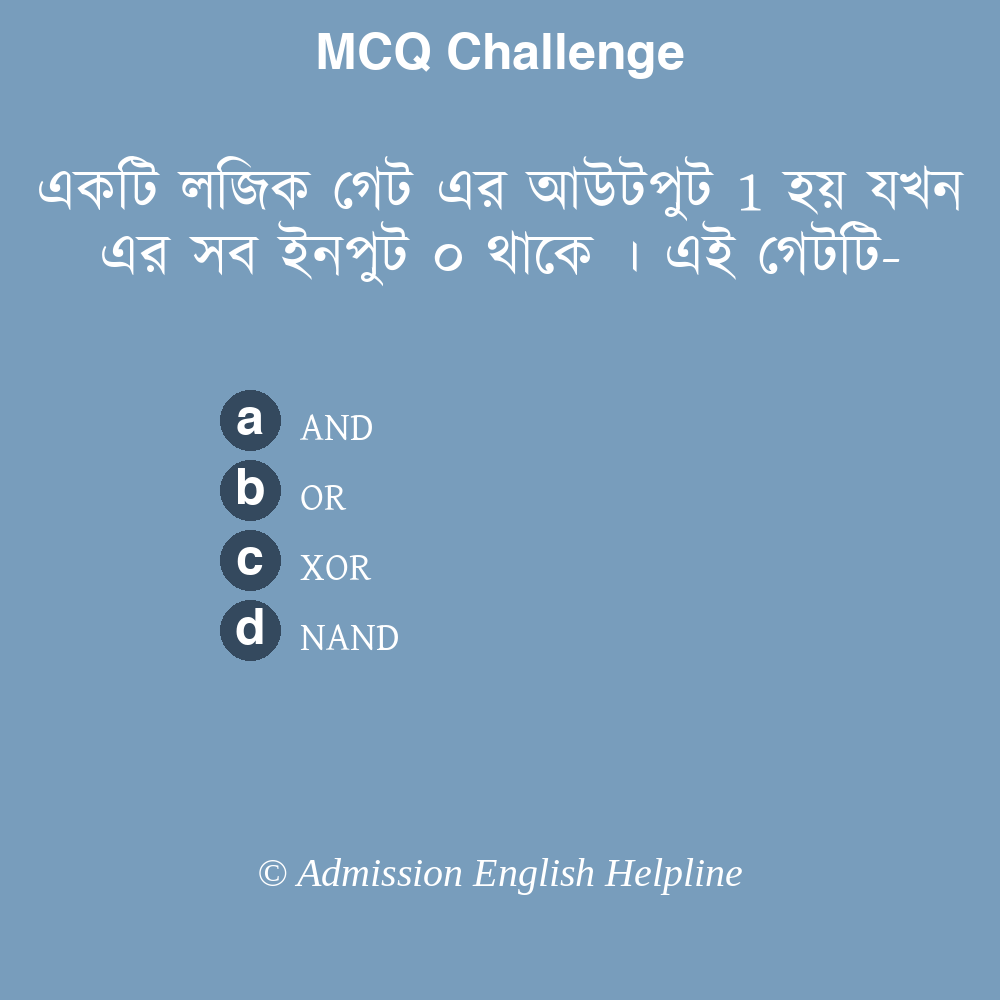 MCQ Challenge
একটি লজিক গেট এর আউটপুট 1 হয় যখন
এর সব ইনপুট ০ থাকে । এই গেটটি-
a AND
b OR
c XOR
d NAND
© Admission English Helpline